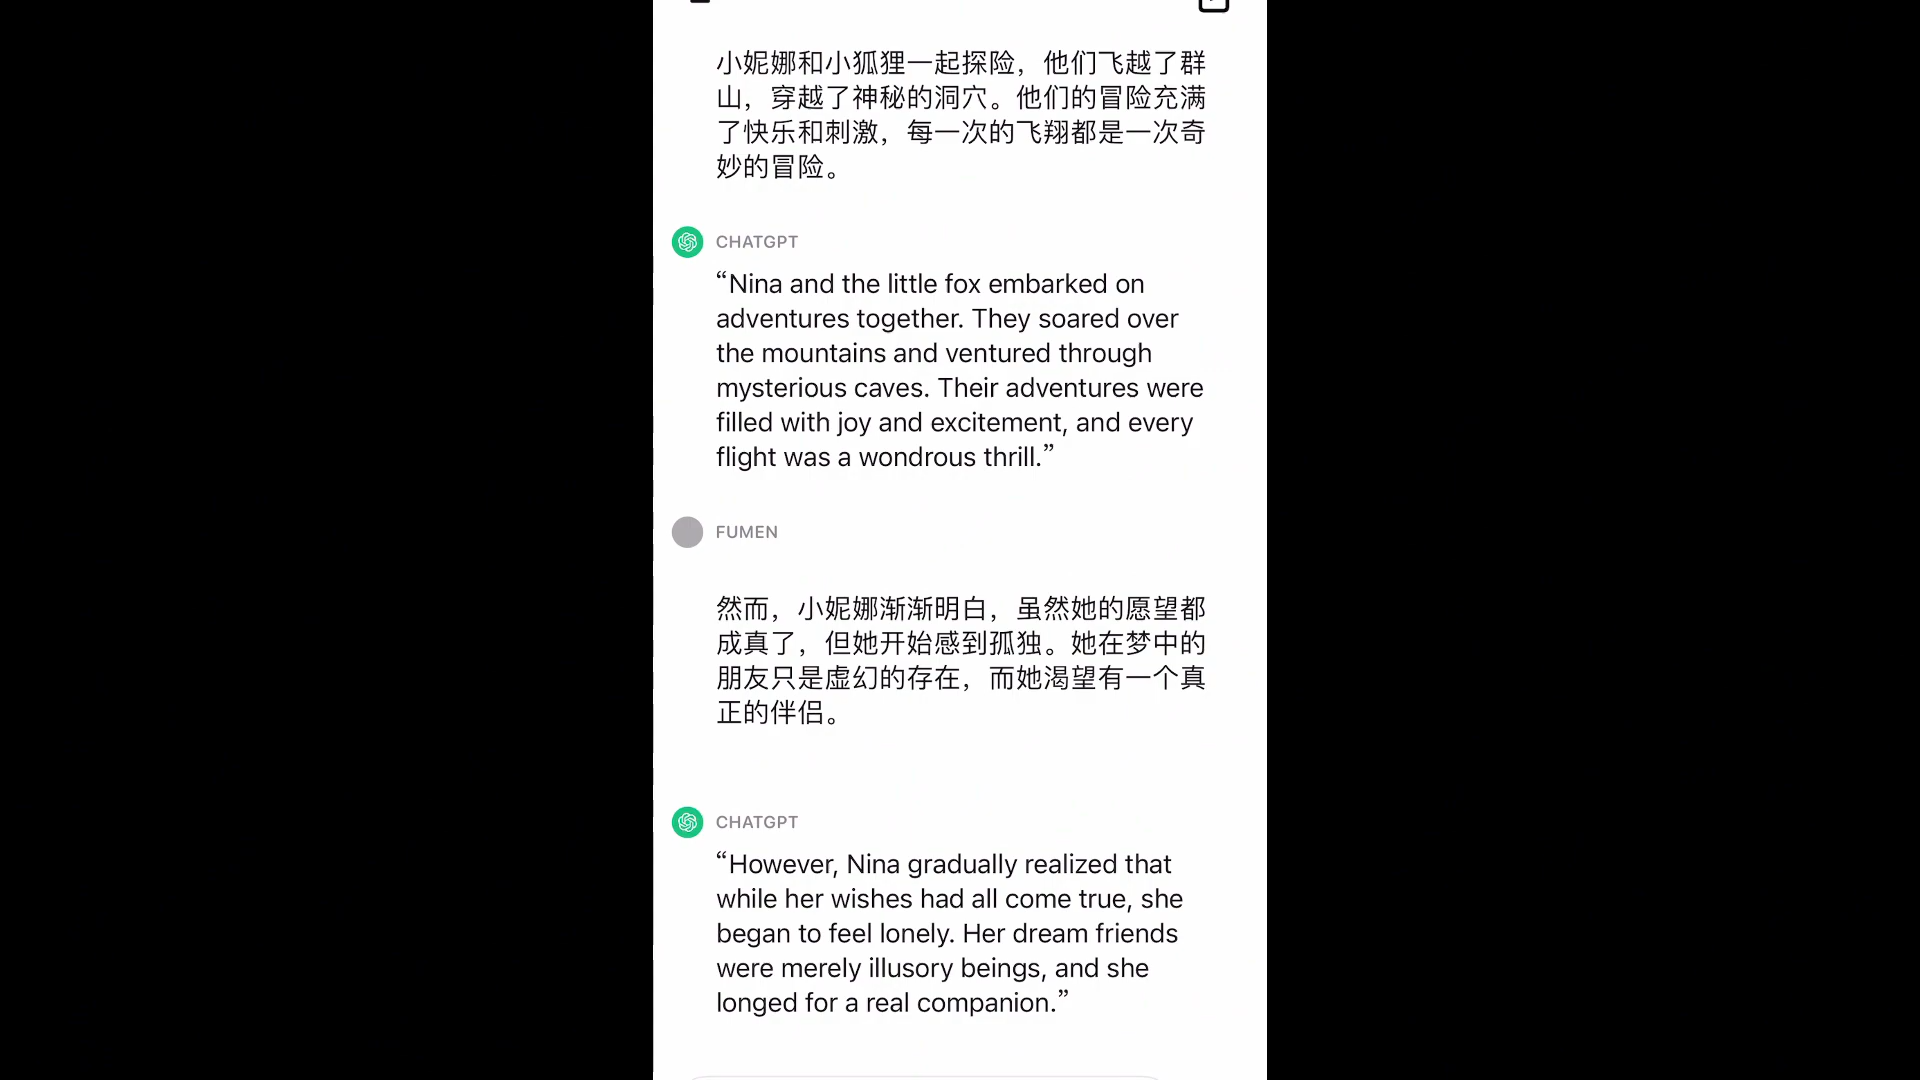 小妮娜和小狐狸一起探险，他们飞越了群
山，穿越了神秘的洞穴。他们的冒险充满
了快乐和刺激，每一次的飞翔都是一次奇
妙的冒险。
CHATGPT
“Nina and the little fox embarked on
adventures together. They soared over
the mountains and ventured through
mysterious caves. Their adventures were
filled with joy and excitement, and every
flight was a wondrous thrill.”
FUMEN
然而，小妮娜渐渐明白，虽然她的愿望都
成真了，但她开始感到孤独。她在梦中的
朋友只是虚幻的存在，而她渴望有一个真
正的伴侣。
CHATGPT
“However, Nina gradually realized that
while her wishes had all come true, she
began to feel lonely. Her dream friends
were merely illusory beings, and she
longed for a real companion.”